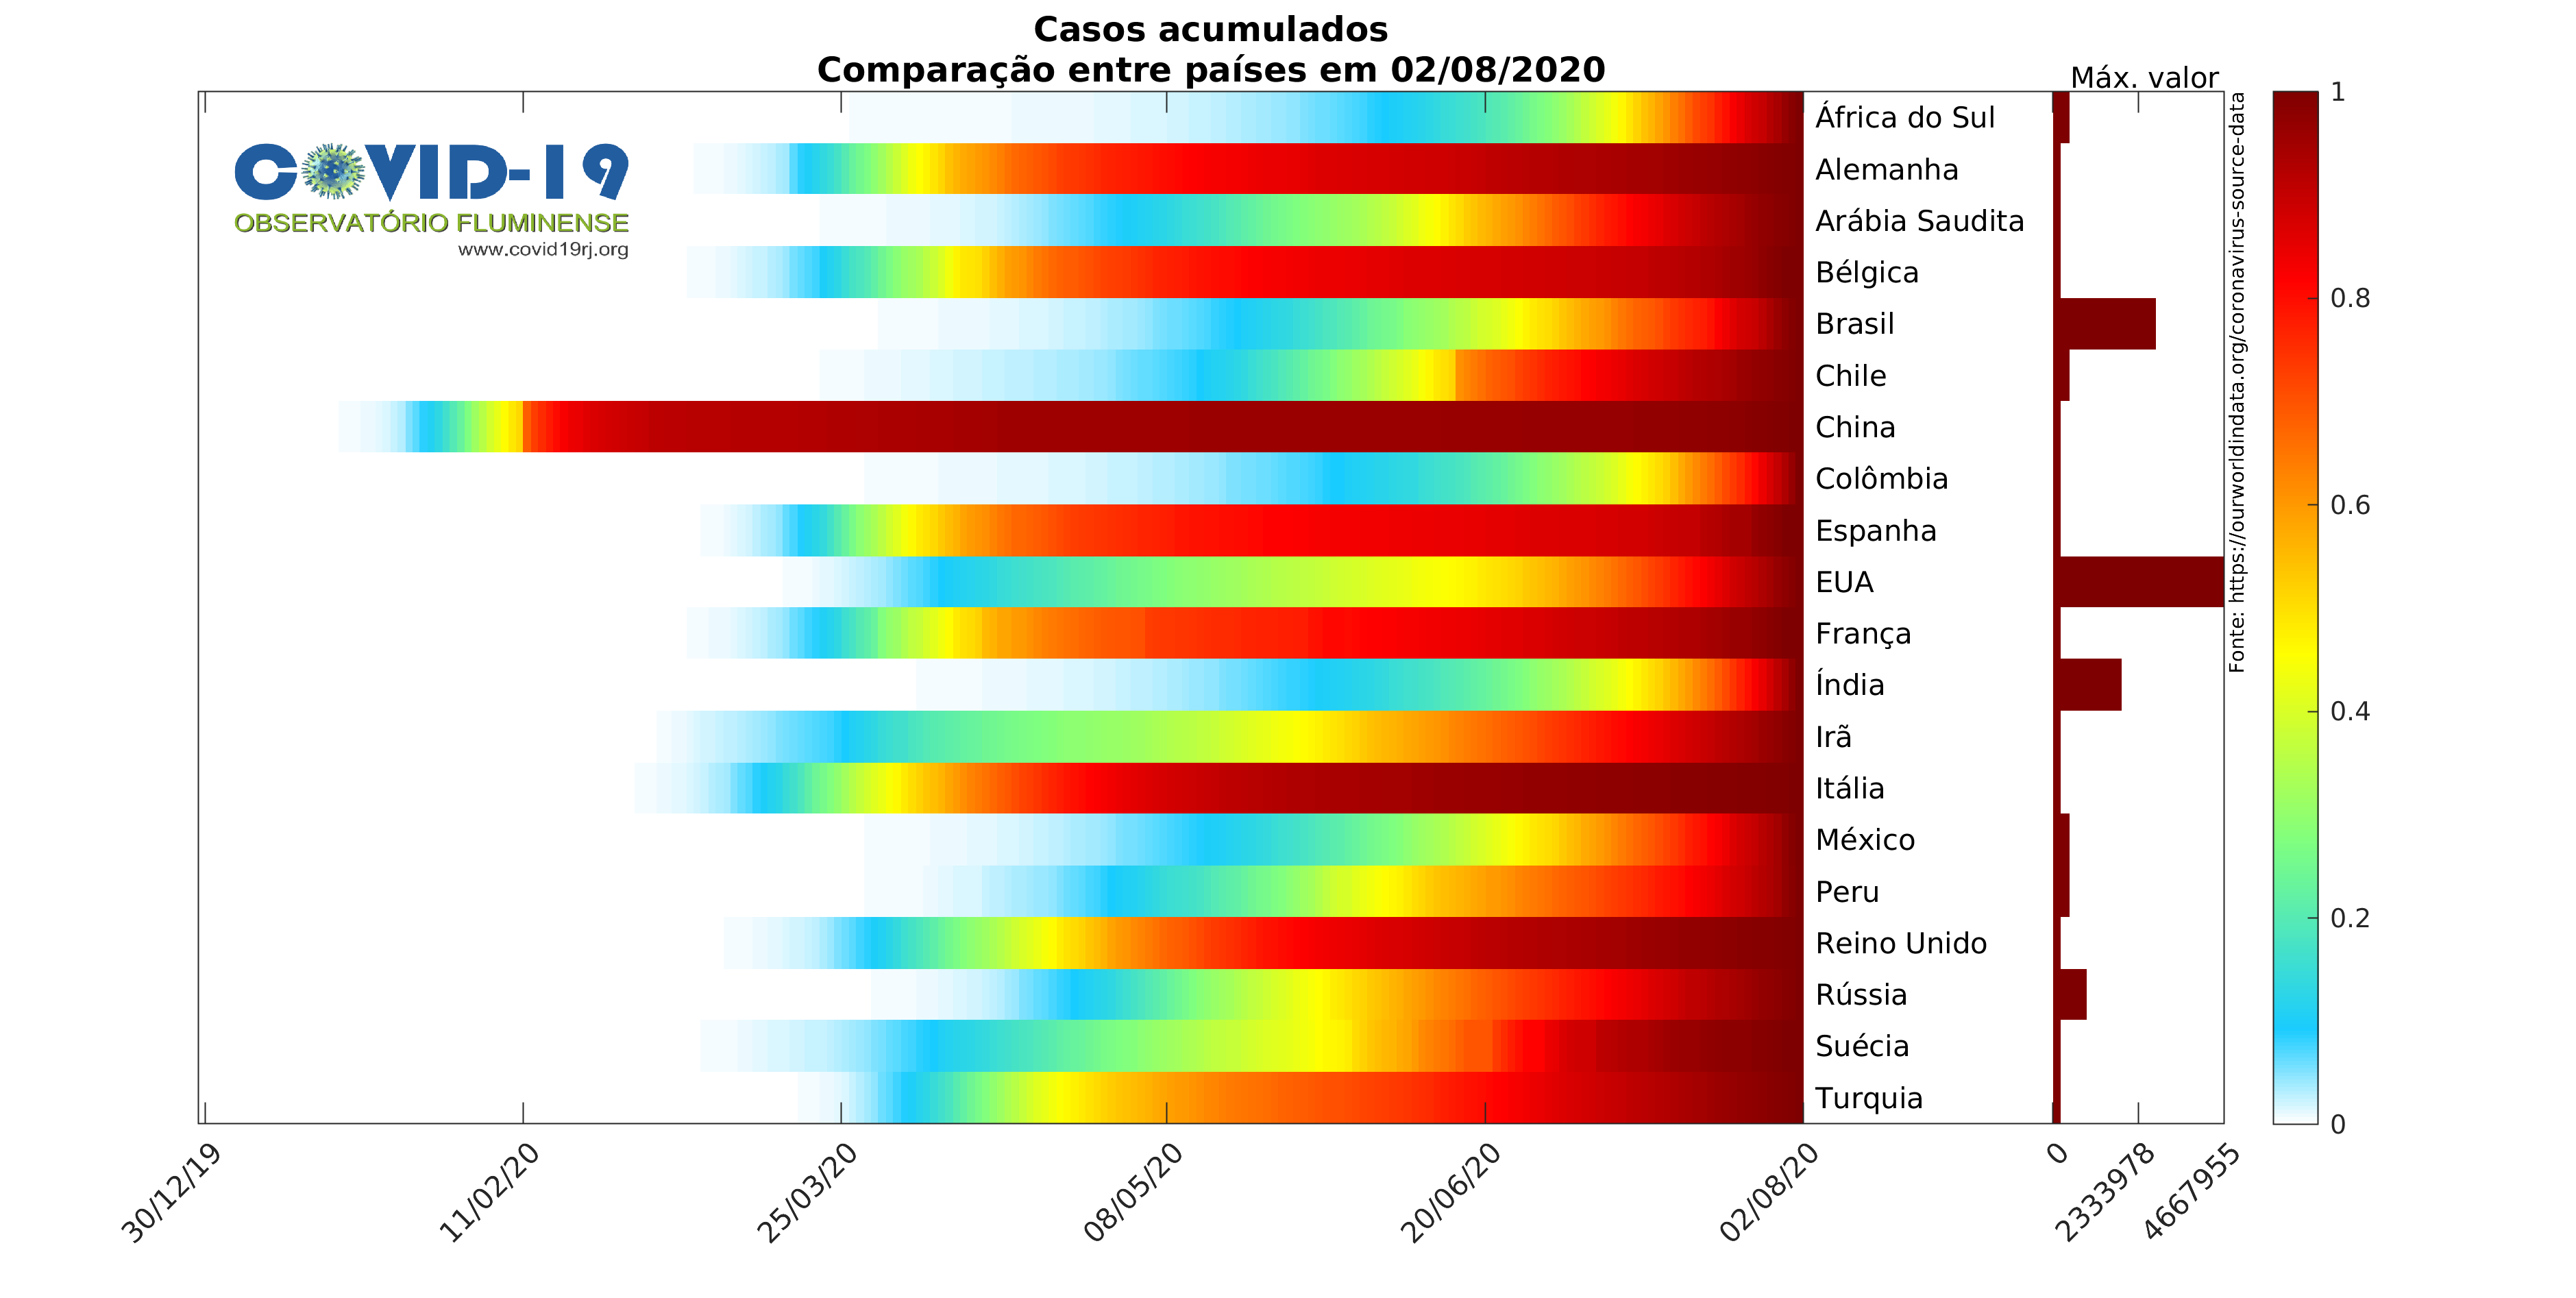 Casos acumulados
Comparação entre países em 02/08/2020
Máx. valor
COVID-19
OBSERVATÓRIO FLUMINENSE
www.covid19rj.org
África do Sul
Alemanha
Arábia Saudita
Bélgica
Brasil
Chile
China
Colômbia
Espanha
EUA
França
Índia
Irã
Itália
México
Peru
Reino Unido
Rússia
Suécia
Turquia
Fonte: https://ourworldindata.org/coronavirus-source-data
1
0.8
0.6
0.4
0.2
0
30/12/19
11/02/20
25/03/20
08/05/20
20/06/20
02/08/20
0
2333978
4667955